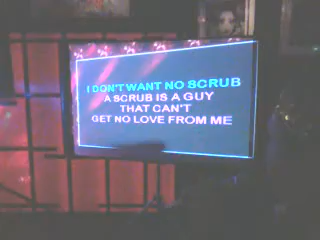 I DON'T WANT NO SCRUB
A SCRUB IS A GUY
THAT CAN'T
GET NO LOVE FROM ME